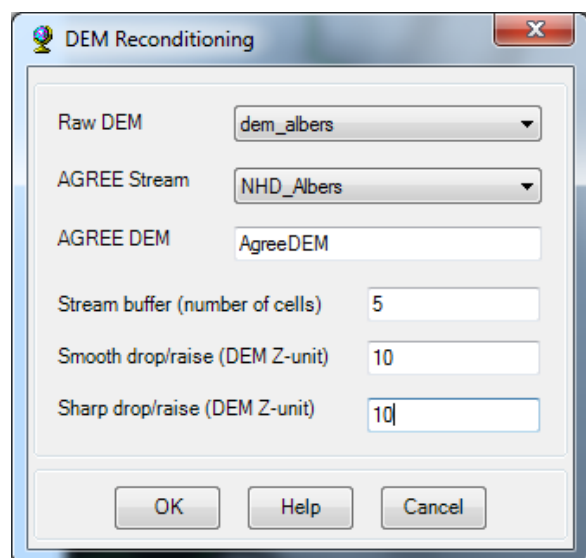 DEM Reconditioning
Raw DEM dem_albers
AGREE Stream NHD_Albers
AGREE DEM AgreeDEM
Stream buffer (number of cells) 5
Smooth drop/raise (DEM Z-unit) 10
Sharp drop/raise (DEM Z-unit) 10
OK Help Cancel